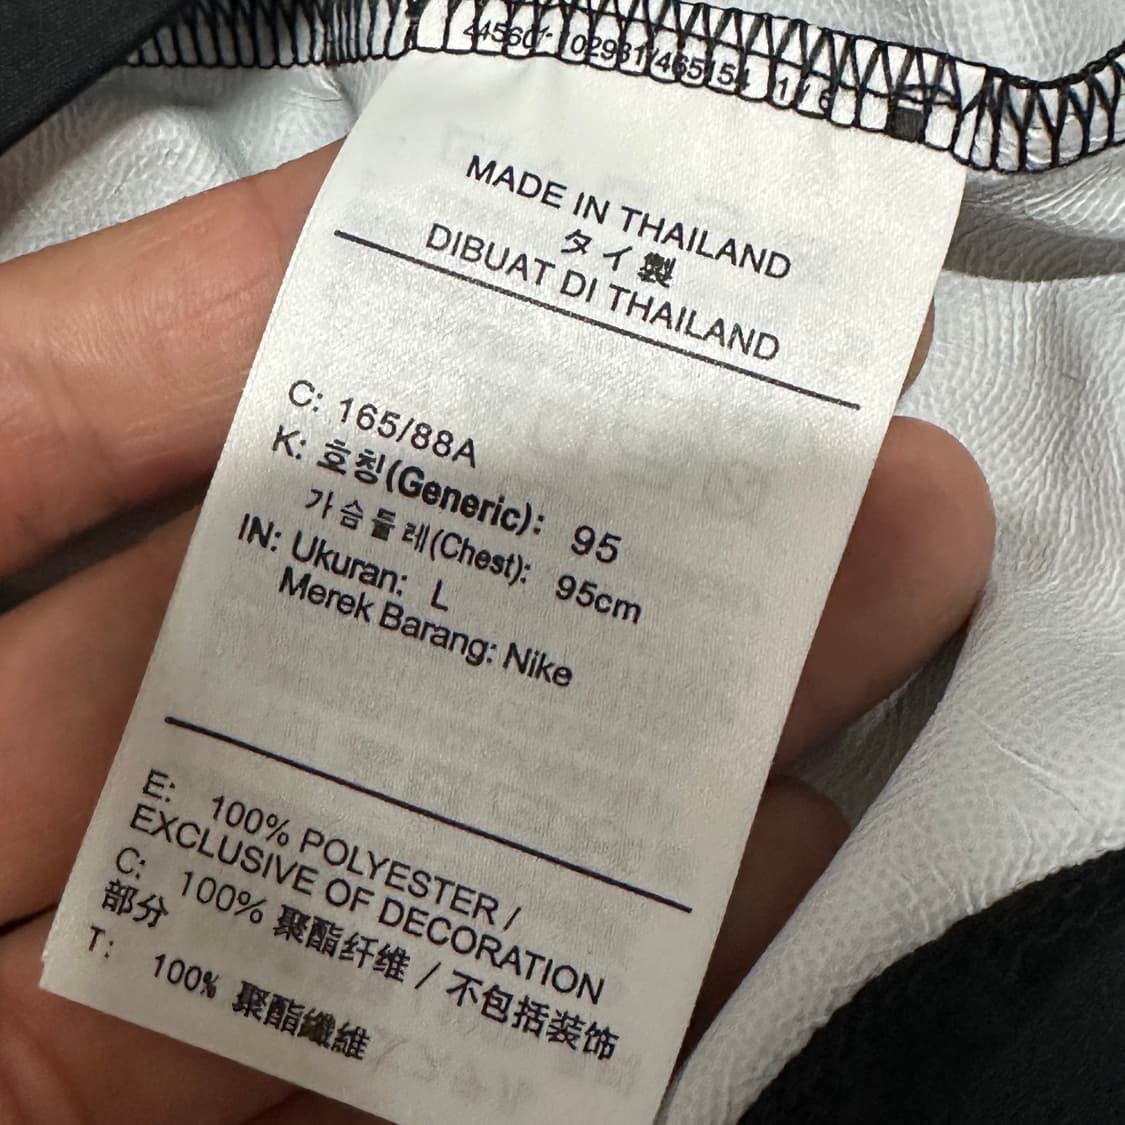 MADE IN THAILAND
タイ製
DIBUAT DI THAILAND
C: 165/88A
K: 호칭(Generic): 95
가슴둘레(Chest): 95cm
IN: Ukuran: L
Merek Barang: Nike
E: 100% POLYESTER /
EXCLUSIVE OF DECORATION
C: 100% 聚酯纤维 / 不包括装饰
部分
T: 100% 聚酯纖維